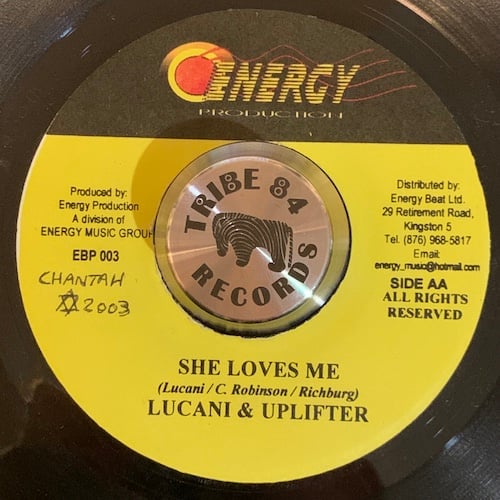 ENERGY
PRODUCTION
Produced by:
Energy Production
A division of
ENERGY MUSIC GROUP
EBP 003
CHANTAH
2003
TRIBE 84
RECORDS
Distributed by:
Energy Beat Ltd.
29 Retirement Road,
Kingston 5
Tel. (876) 968-5817
Email:
energy_music@hotmail.com
SIDE AA
ALL RIGHTS
RESERVED
SHE LOVES ME
(Lucani / C. Robinson / Richburg)
LUCANI & UPLIFTER